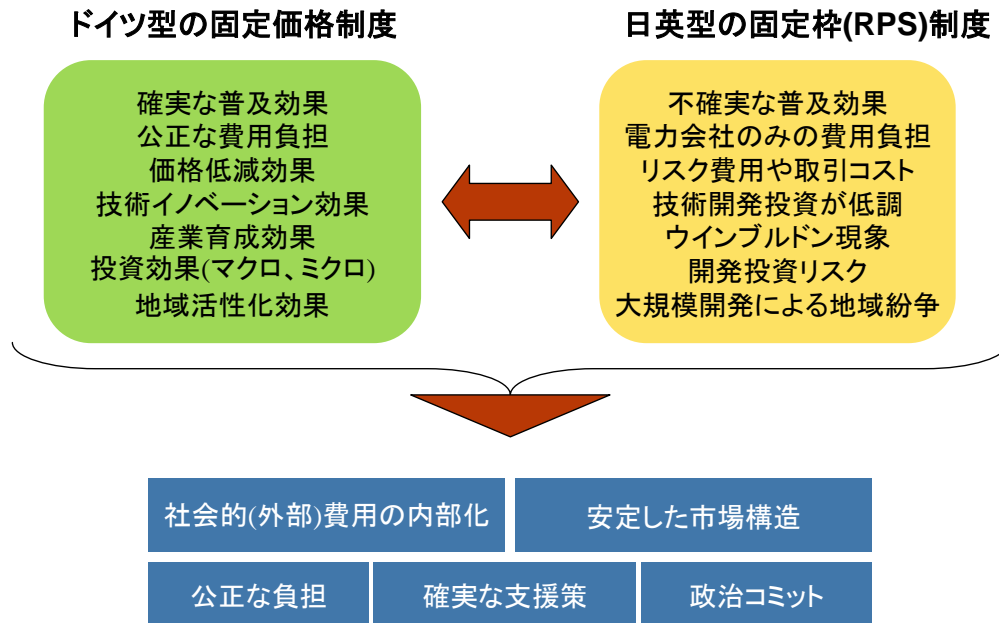 ドイツ型の固定価格制度
日英型の固定枠(RPS)制度
確実な普及効果
公正な費用負担
価格低減効果
技術イノベーション効果
産業育成効果
投資効果(マクロ、ミクロ)
地域活性化効果
不確実な普及効果
電力会社のみの費用負担
リスク費用や取引コスト
技術開発投資が低調
ウインブルドン現象
開発投資リスク
大規模開発による地域紛争
社会的(外部)費用の内部化
安定した市場構造
公正な負担
確実な支援策
政治コミット